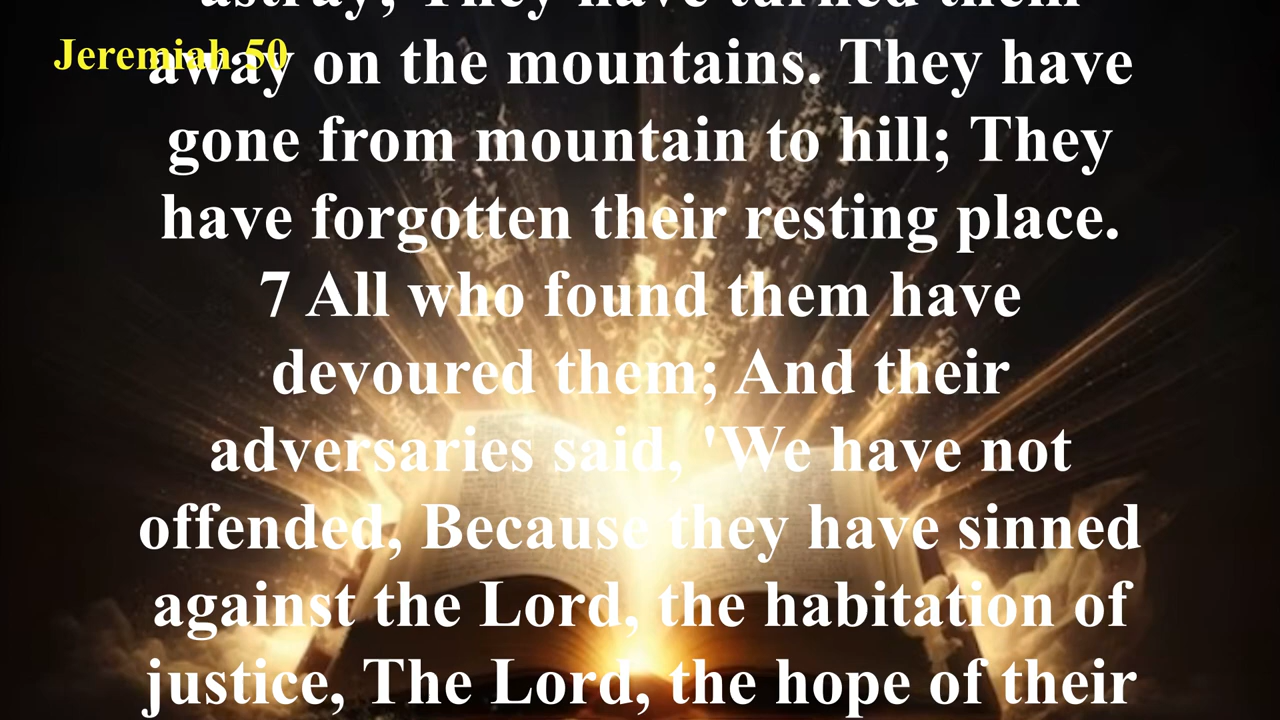 astray; They have turned them
Jeremiah 50
away on the mountains. They have
gone from mountain to hill; They
have forgotten their resting place.
7 All who found them have
devoured them; And their
adversaries said, 'We have not
offended, Because they have sinned
against the Lord, the habitation of
justice, The Lord, the hope of their